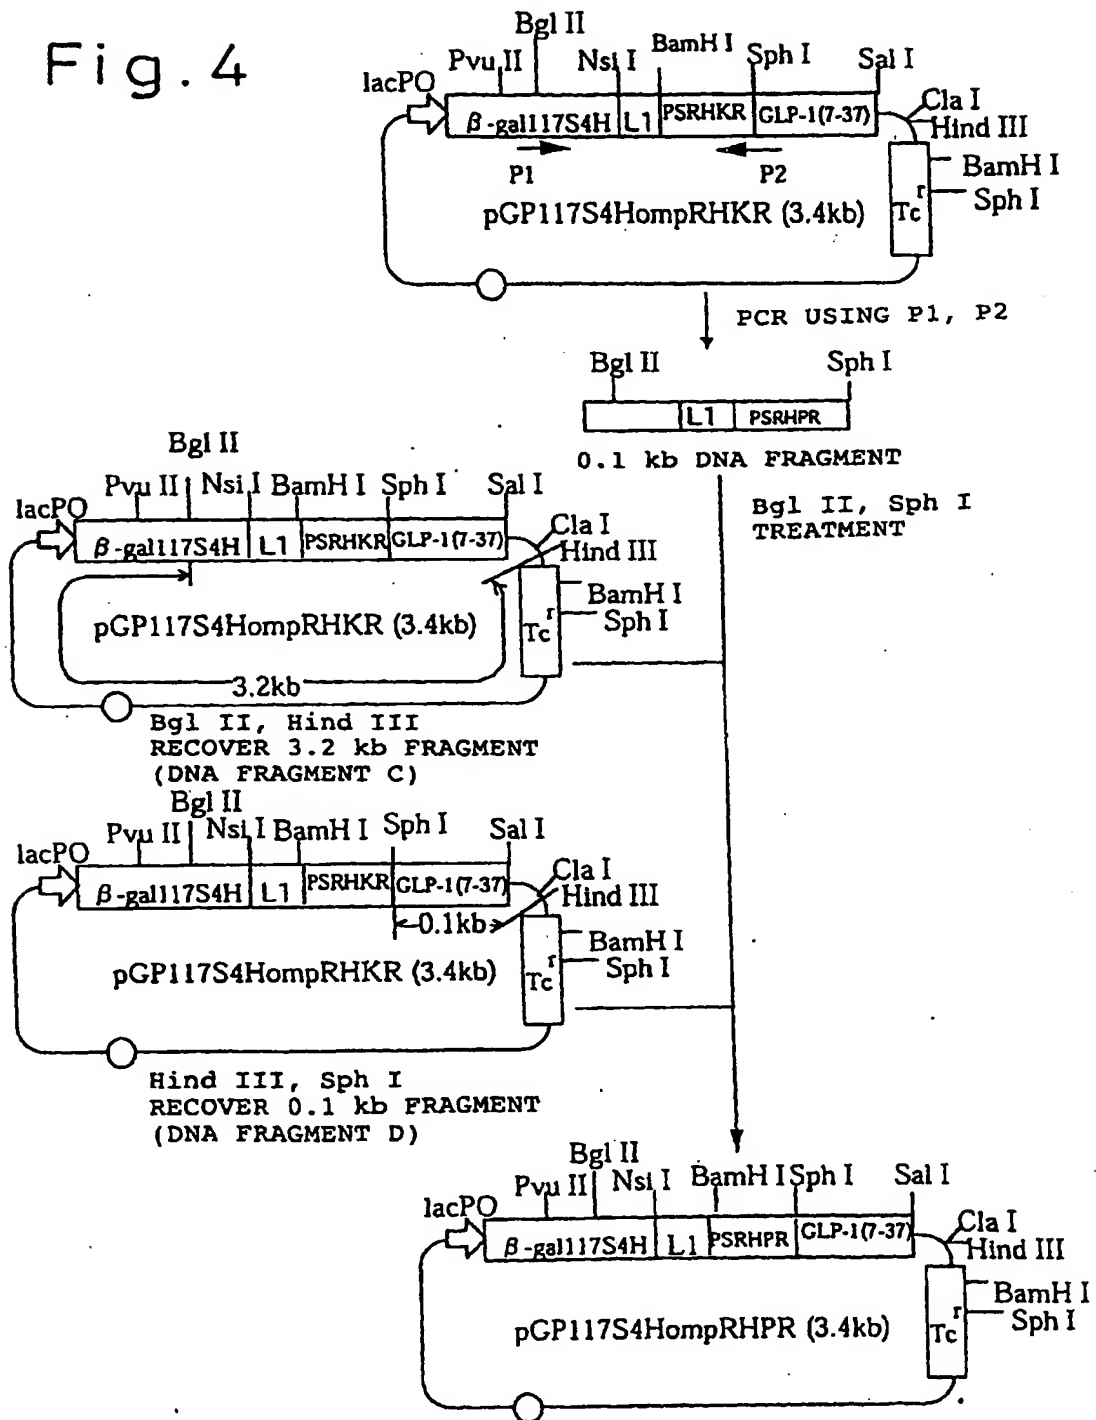 Fig.4
Bgl II
Pvu II Nsi I BamH I Sph I Sal I
lacPO
β-gal117S4H L1 PSRHKR GLP-1(7-37)
Cla I
Hind III
P1 P2
BamH I
Sph I
Tc r
pGP117S4HompRHKR (3.4kb)
PCR USING P1, P2
Bgl II Sph I
L1 PSRHPR
0.1 kb DNA FRAGMENT
Bgl II, Sph I
TREATMENT
Bgl II
Pvu II Nsi I BamH I Sph I Sal I
lacPO
β-gal117S4H L1 PSRHKR GLP-1(7-37)
Cla I
Hind III
BamH I
Sph I
Tc r
pGP117S4HompRHKR (3.4kb)
3.2kb
Bgl II, Hind III
RECOVER 3.2 kb FRAGMENT
(DNA FRAGMENT C)
Bgl II
Pvu II Nsi I BamH I Sph I Sal I
lacPO
β-gal117S4H L1 PSRHKR GLP-1(7-37)
Cla I
Hind III
0.1kb
BamH I
Sph I
Tc r
pGP117S4HompRHKR (3.4kb)
Hind III, Sph I
RECOVER 0.1 kb FRAGMENT
(DNA FRAGMENT D)
Bgl II
Pvu II Nsi I BamH I Sph I Sal I
lacPO
β-gal117S4H L1 PSRHPR GLP-1(7-37)
Cla I
Hind III
BamH I
Sph I
Tc r
pGP117S4HompRHPR (3.4kb)